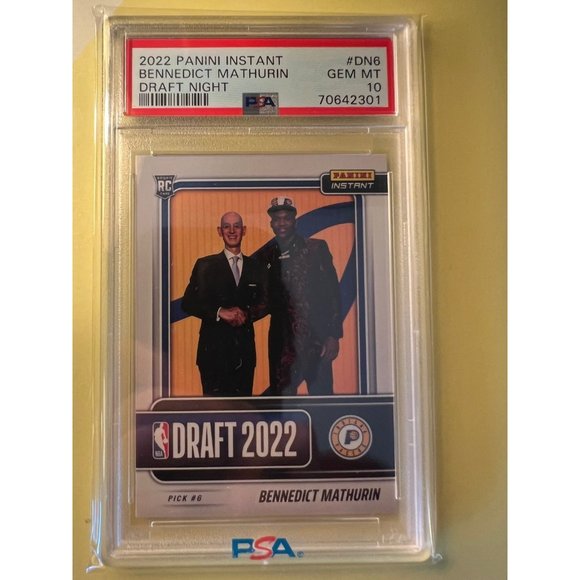 2022 PANINI INSTANT #DN6
BENNEDICT MATHURIN GEM MT
DRAFT NIGHT 10
PSA 70642301
RC
PANINI
INSTANT
NBA DRAFT 2022
PICK #6 BENNEDICT MATHURIN
PSA